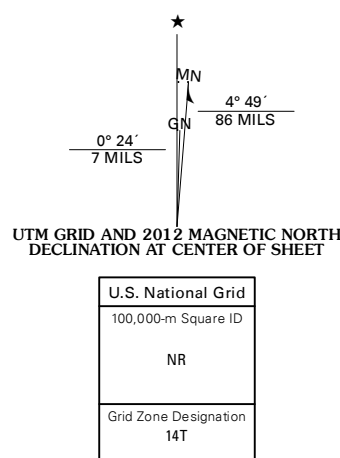 MN
4° 49´
86 MILS
GN
0° 24´
7 MILS
UTM GRID AND 2012 MAGNETIC NORTH
DECLINATION AT CENTER OF SHEET
U.S. National Grid
100,000-m Square ID
NR
Grid Zone Designation
14T